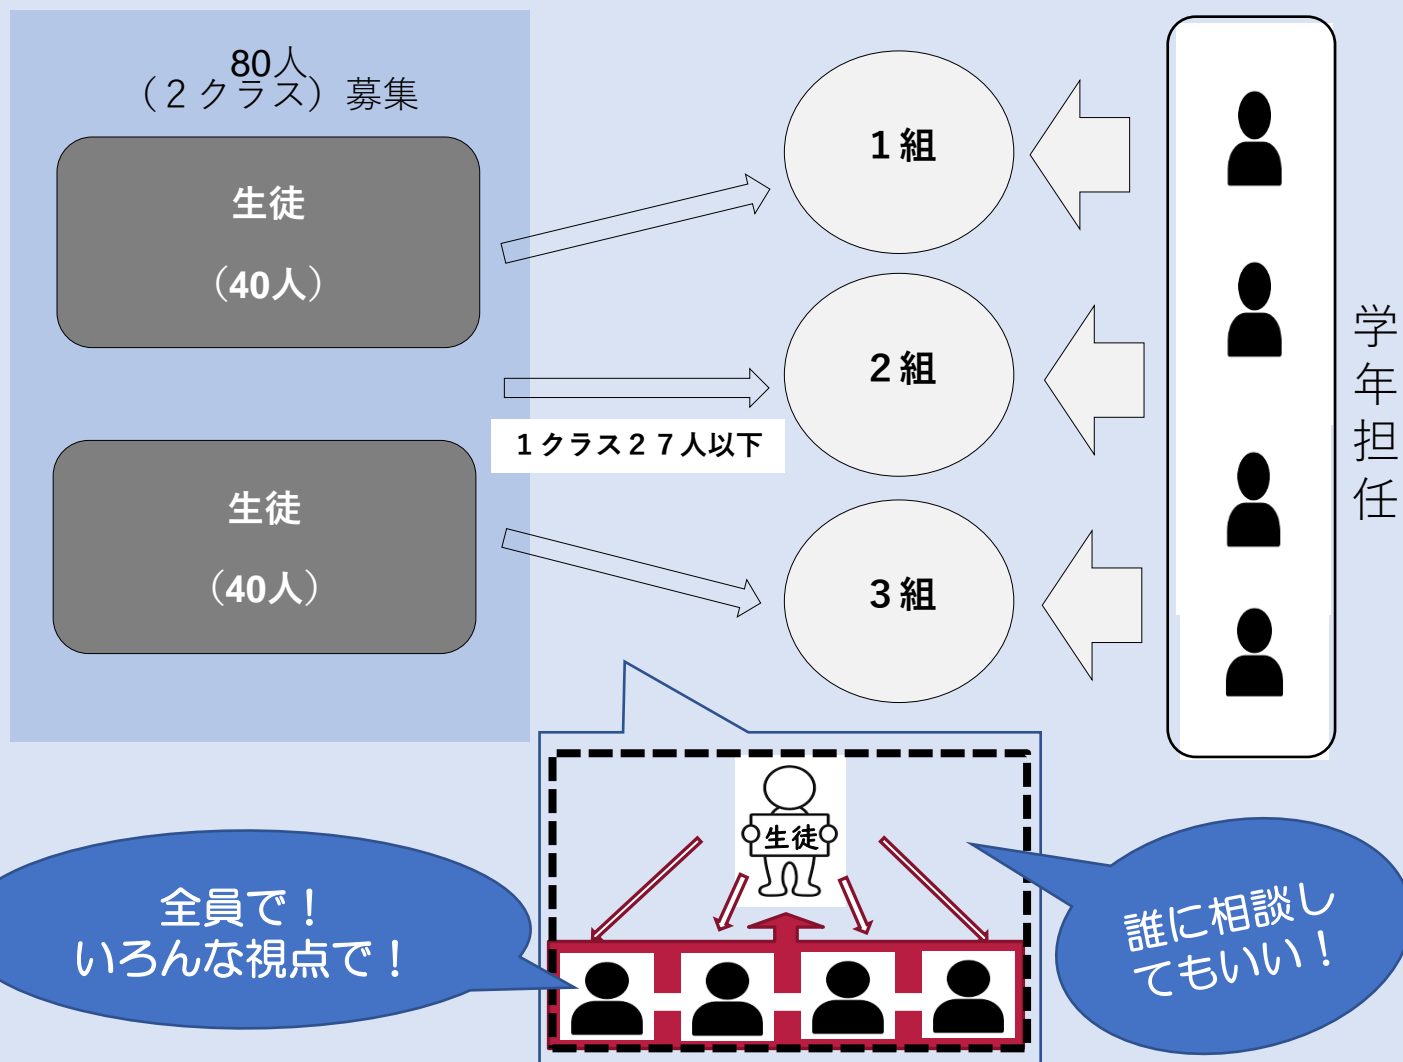 80人
（２クラス）募集
生徒
（40人）
生徒
（40人）
１クラス２７人以下
１組
２組
３組
学年担任
生徒
全員で！
いろんな視点で！
誰に相談し
てもいい！